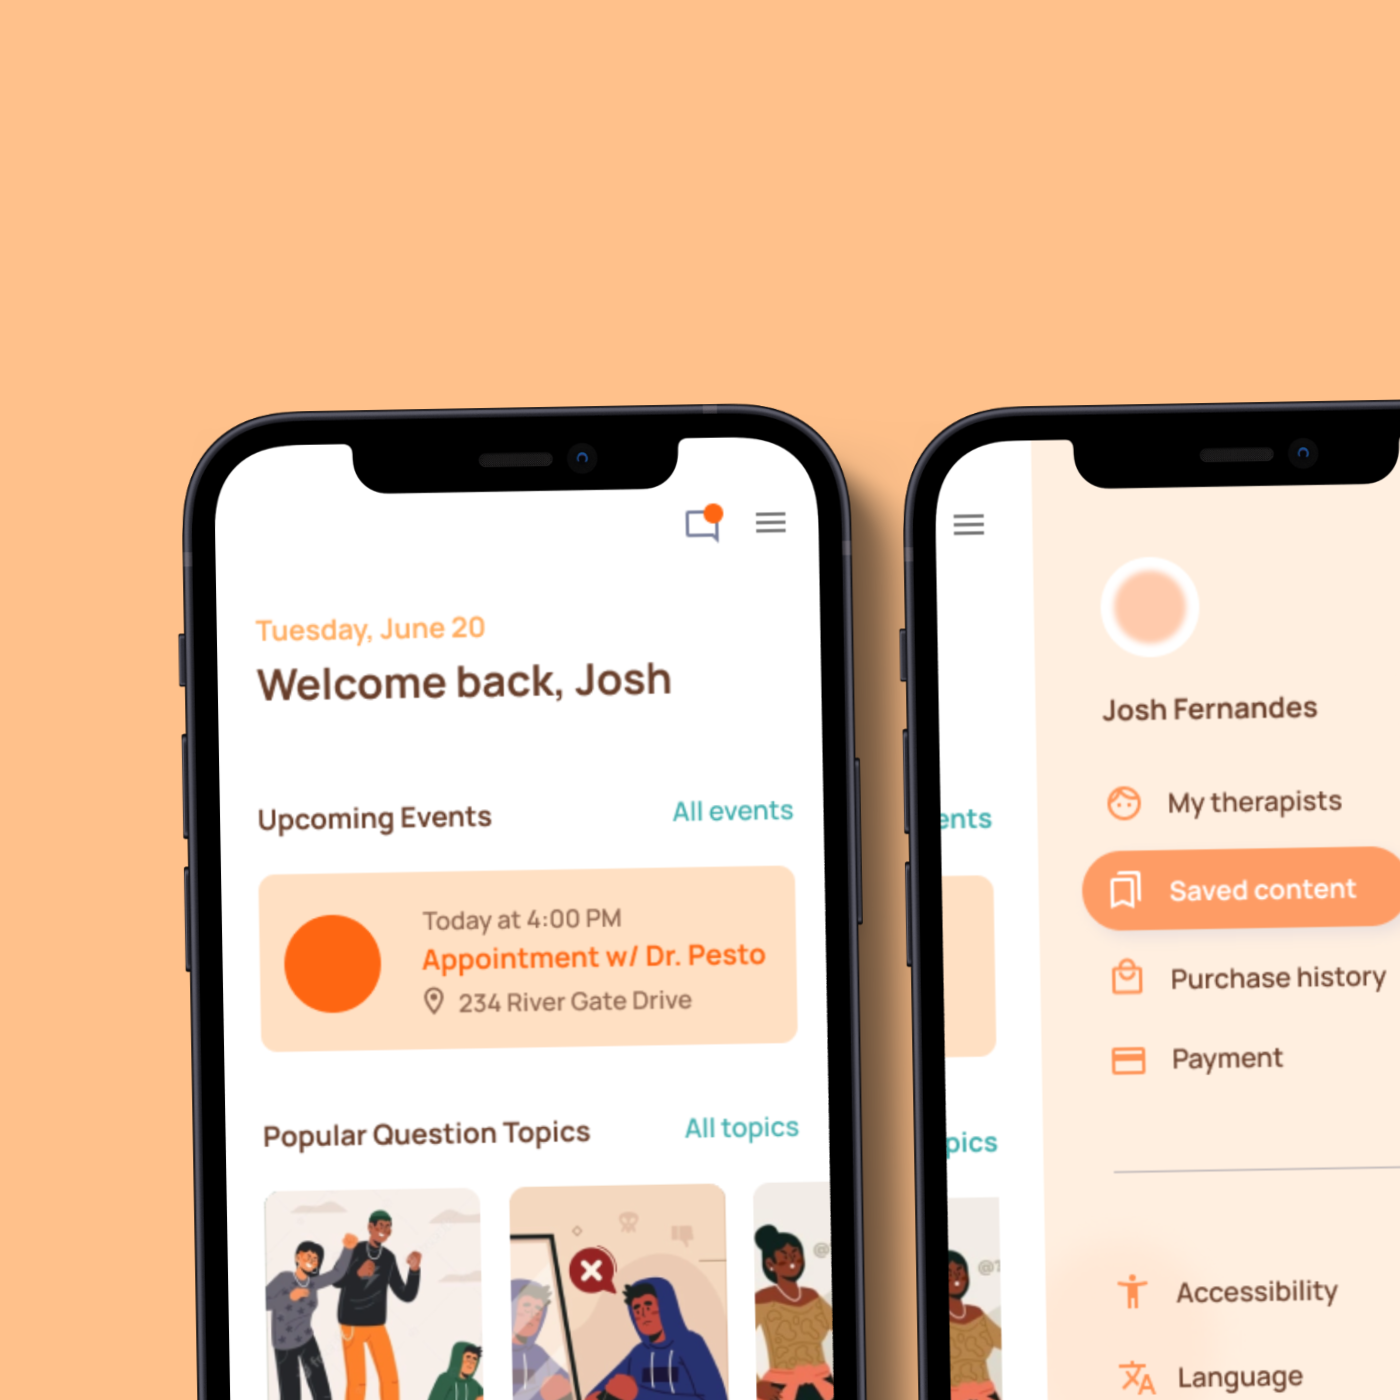 Tuesday, June 20
Welcome back, Josh
Upcoming Events
All events
Today at 4:00 PM
Appointment w/ Dr. Pesto
234 River Gate Drive
Popular Question Topics
All topics
@
ents
pics
@1
Josh Fernandes
My therapists
Saved content
Purchase history
Payment
Accessibility
Language